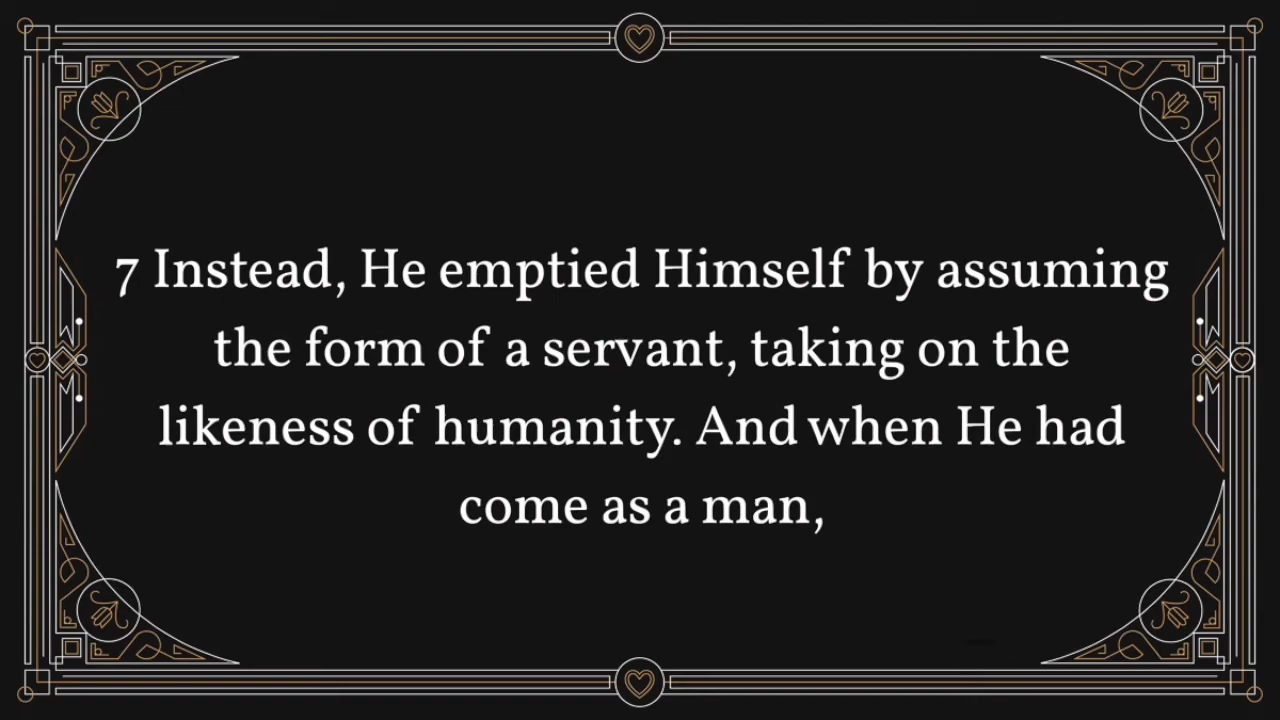 7 Instead, He emptied Himself by assuming
the form of a servant, taking on the
likeness of humanity. And when He had
come as a man,